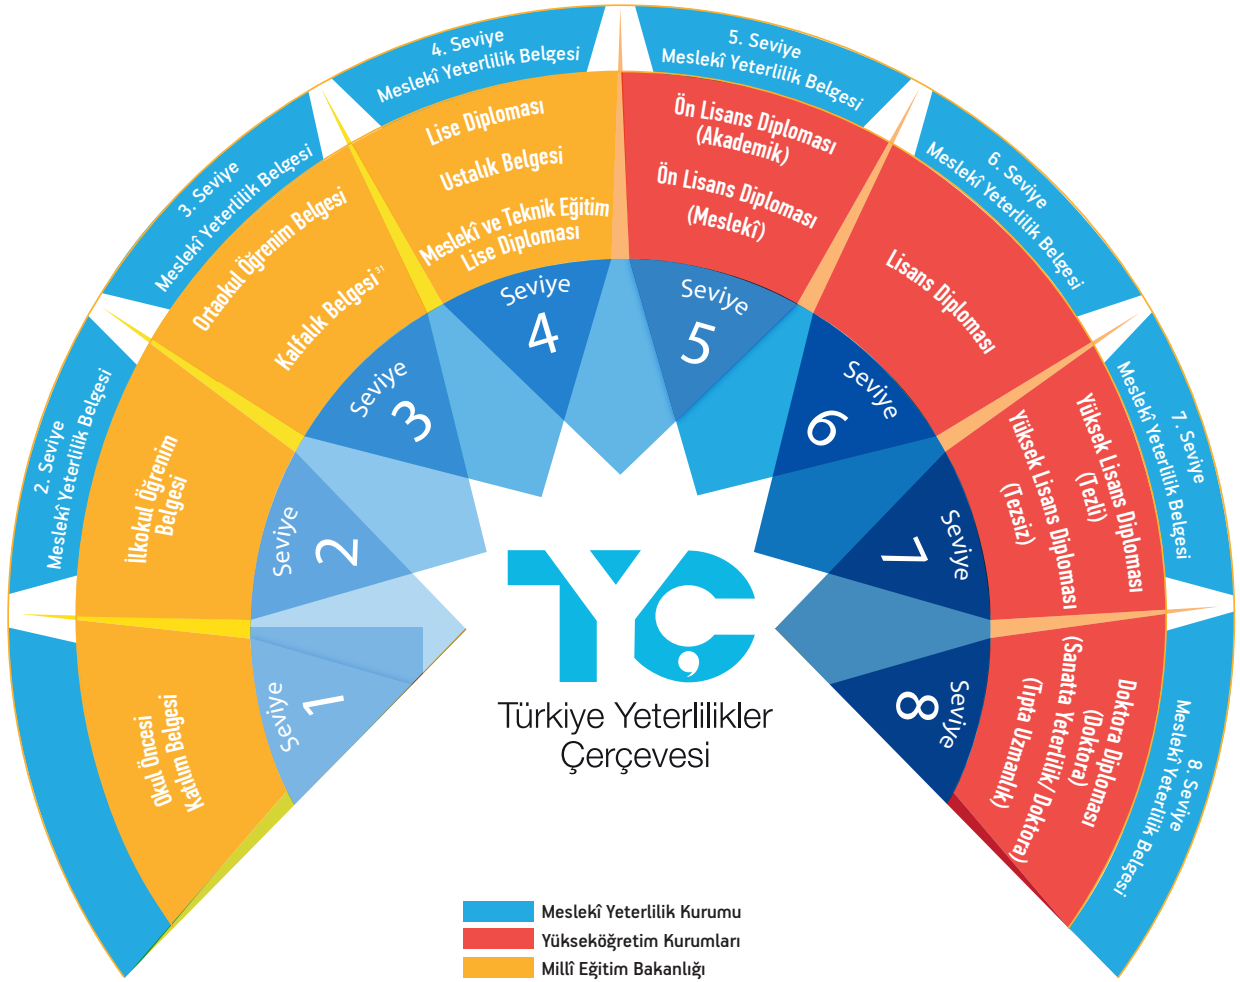 Okul Öncesi
Katılım Belgesi
Seviye
1
2. Seviye
Meslekî Yeterlilik Belgesi
İlkokul Öğrenim
Belgesi
Seviye
2
3. Seviye
Meslekî Yeterlilik Belgesi
Ortaokul Öğrenim Belgesi
Kalfalık Belgesi³¹
Seviye
3
4. Seviye
Meslekî Yeterlilik Belgesi
Lise Diploması
Ustalık Belgesi
Meslekî ve Teknik Eğitim
Lise Diploması
Seviye
4
5. Seviye
Meslekî Yeterlilik Belgesi
Ön Lisans Diploması
(Akademik)
Ön Lisans Diploması
(Meslekî)
Seviye
5
6. Seviye
Meslekî Yeterlilik Belgesi
Lisans Diploması
Seviye
6
7. Seviye
Meslekî Yeterlilik Belgesi
Yüksek Lisans Diploması
(Tezli)
Yüksek Lisans Diploması
(Tezsiz)
Seviye
7
8. Seviye
Meslekî Yeterlilik Belgesi
Doktora Diploması
(Doktora)
(Sanatta Yeterlilik/ Doktora)
(Tıpta Uzmanlık)
Seviye
8
TYÇ
Türkiye Yeterlilikler
Çerçevesi
Meslekî Yeterlilik Kurumu
Yükseköğretim Kurumları
Millî Eğitim Bakanlığı